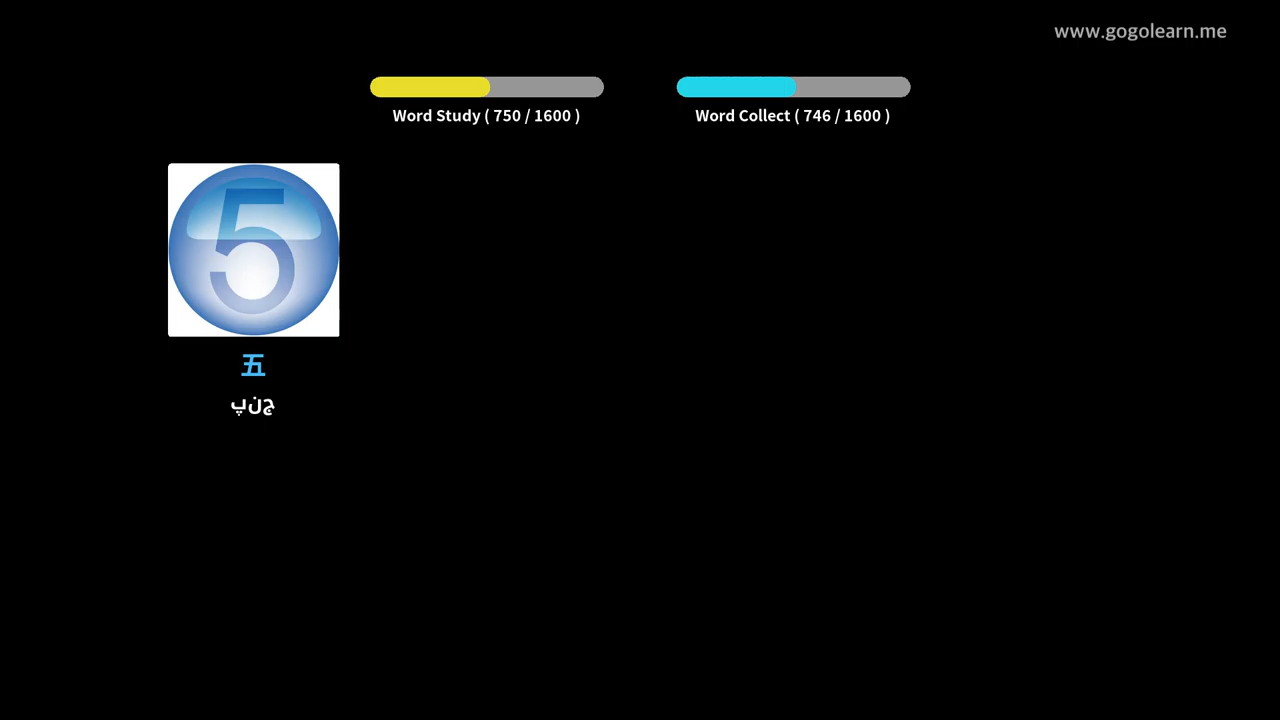 www.gogolearn.me
Word Study ( 750 / 1600 )
Word Collect ( 746 / 1600 )
5
五
پنج